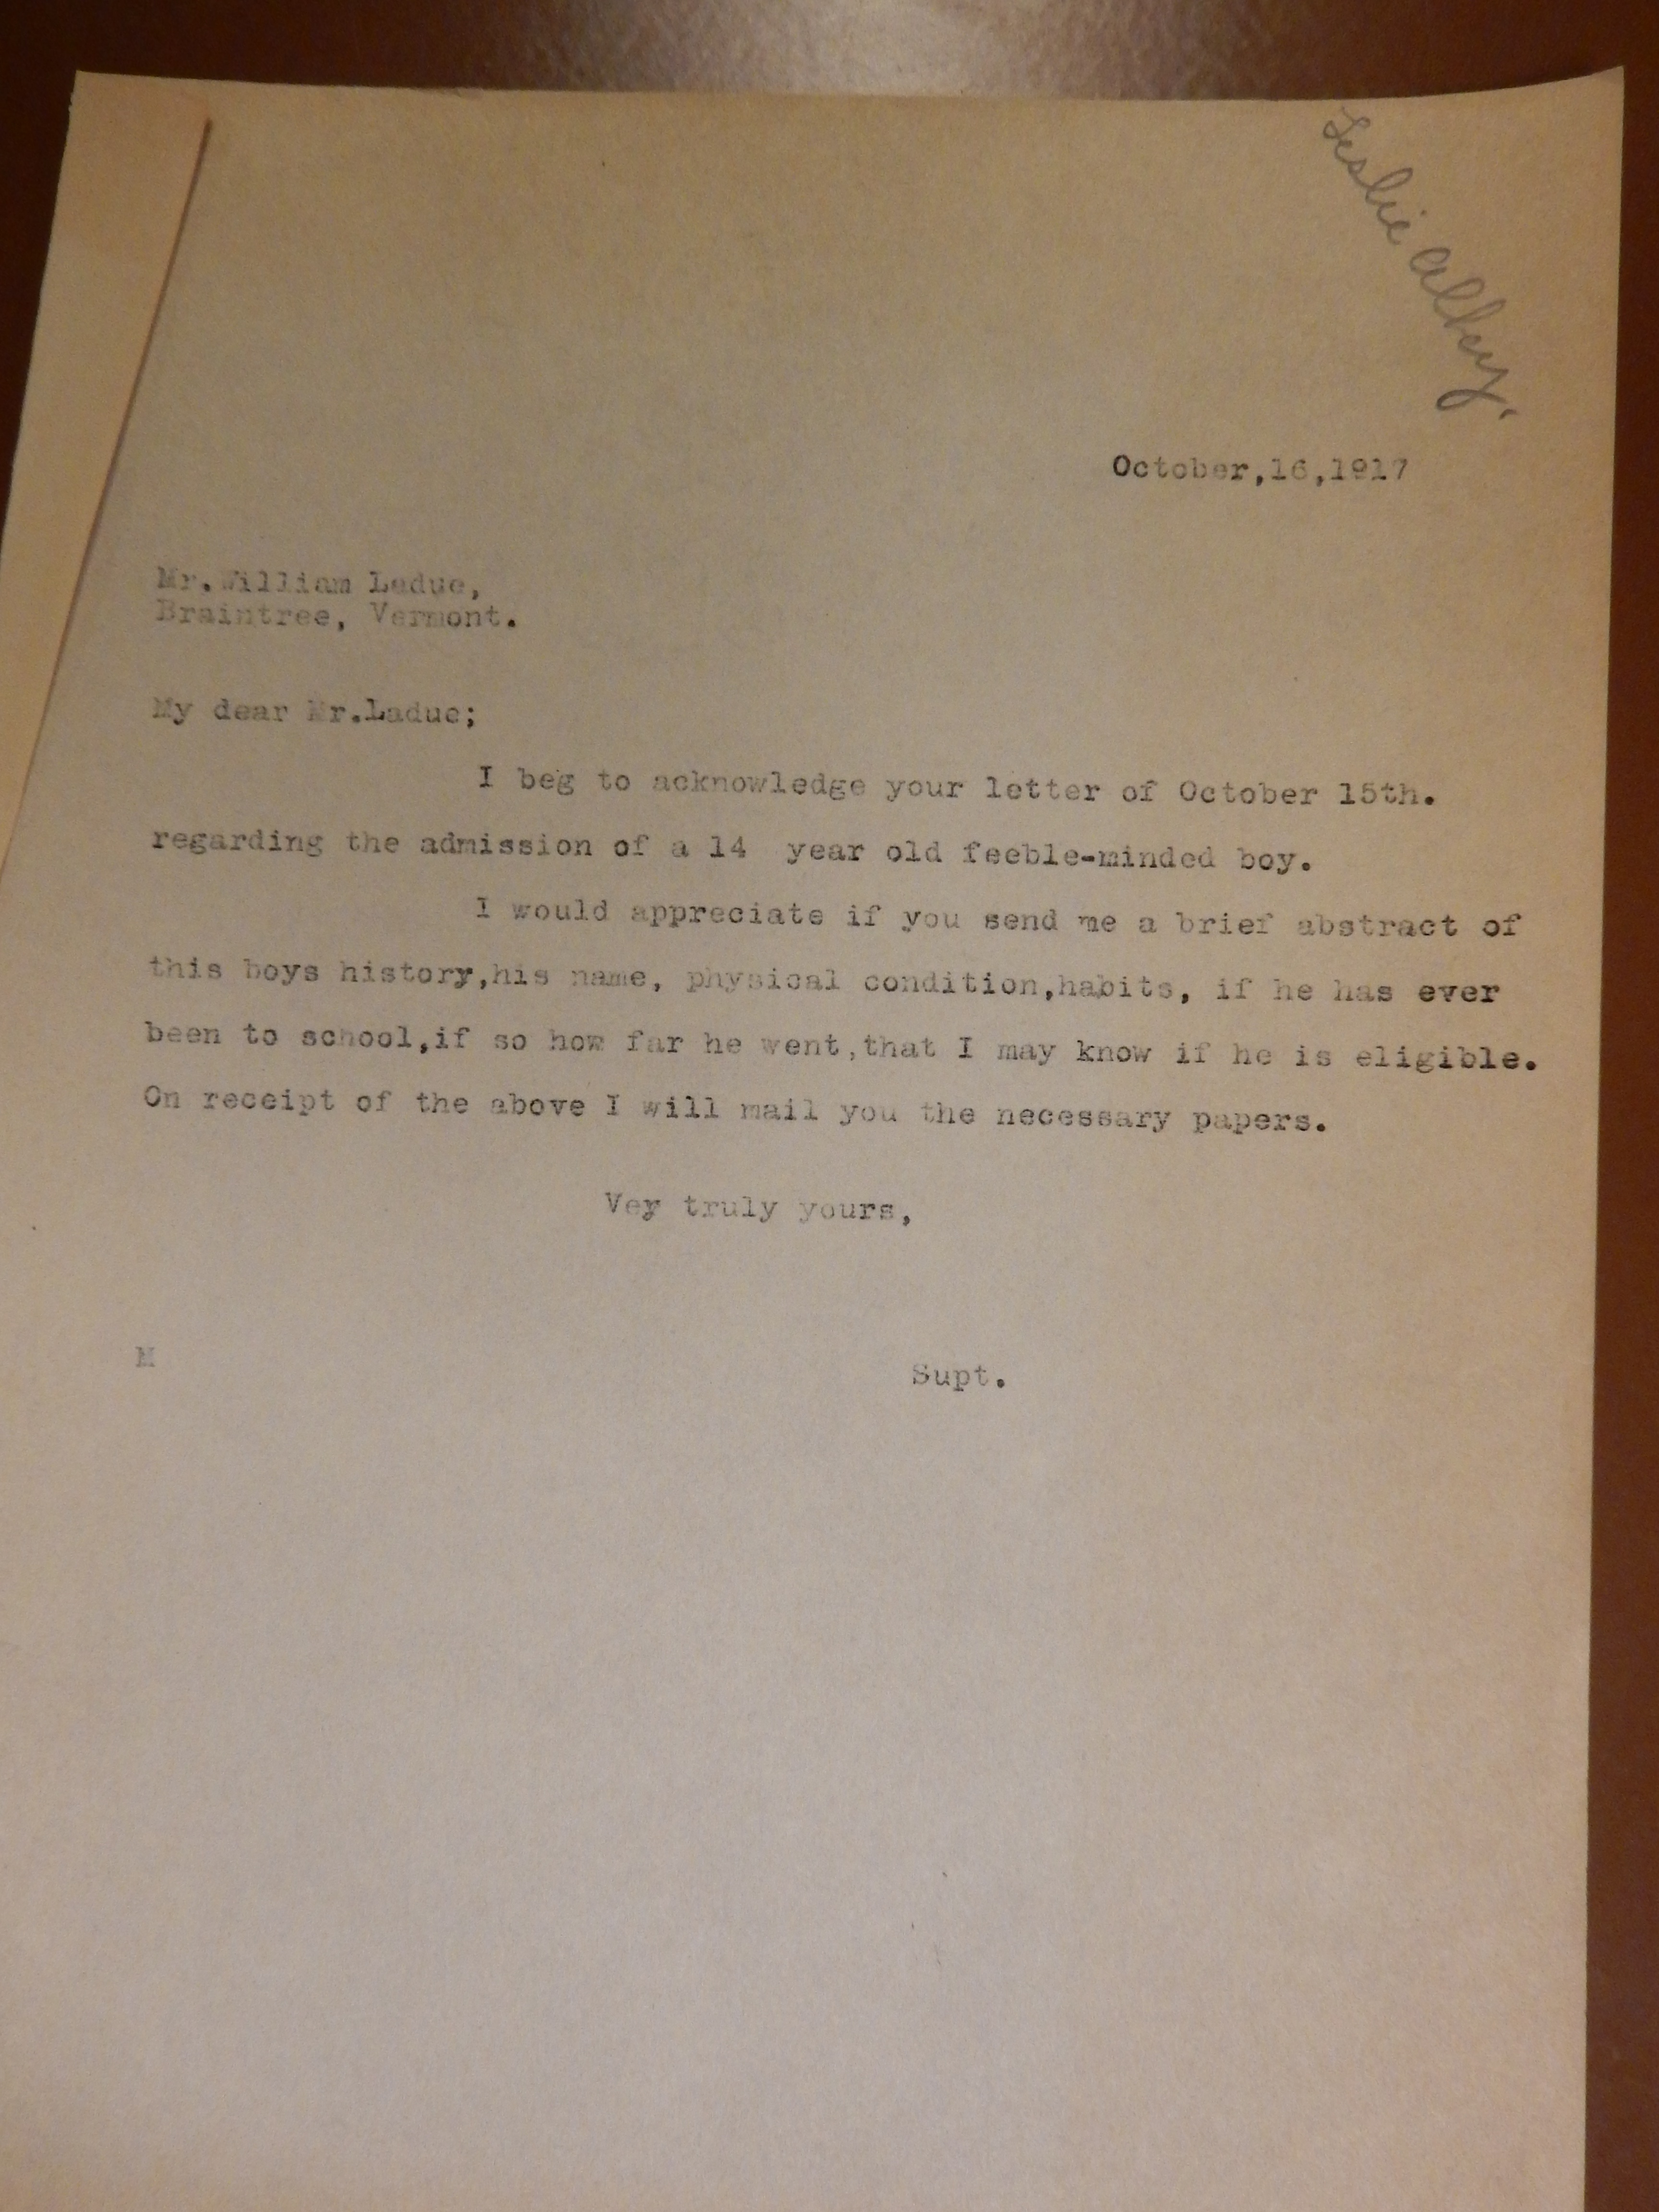 Leslie Albey.
October,16,1917
Mr.William Ladue,
Braintree, Vermont.
My dear Mr.Ladue;
I beg to acknowledge your letter of October 15th.
regarding the admission of a 14  year old feeble-minded boy.
I would appreciate if you send me a brief abstract of
this boys history,his name, physical condition,habits, if he has ever
been to school,if so how far he went,that I may know if he is eligible.
On receipt of the above I will mail you the necessary papers.
Vey truly yours,
M
Supt.